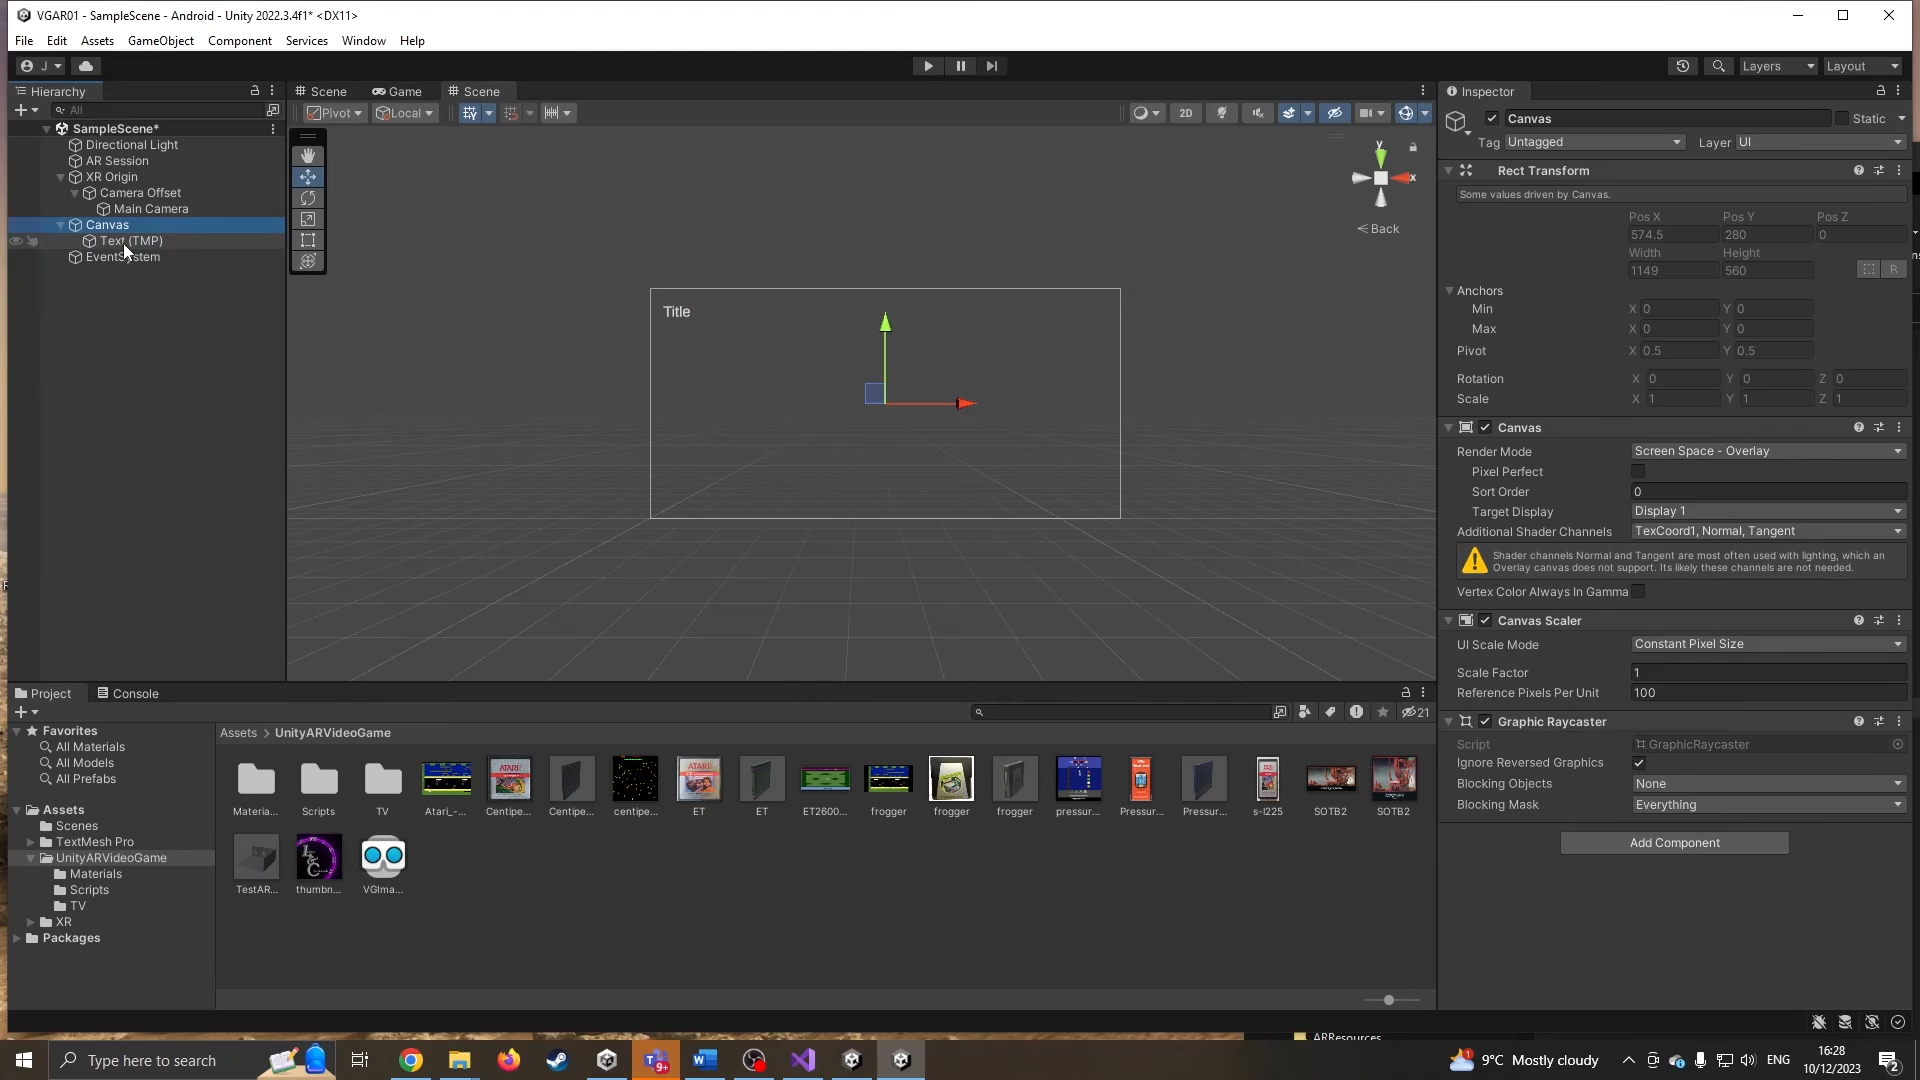 VGAR01 - SampleScene - Android - Unity 2022.3.4f1* <DX11>
File Edit Assets GameObject Component Services Window Help
J Layers Layout
Hierarchy
All
SampleScene*
Directional Light
AR Session
XR Origin
Camera Offset
Main Camera
Canvas
Text (TMP)
EventSystem
Scene Game Scene
Pivot Local 2D
y
x
Back
Title
Inspector
Canvas Static
Tag Untagged Layer UI
Rect Transform
Some values driven by Canvas.
Pos X Pos Y Pos Z
574.5 280 0
Width Height
1149 560 R
Anchors
Min X 0 Y 0
Max X 0 Y 0
Pivot X 0.5 Y 0.5
Rotation X 0 Y 0 Z 0
Scale X 1 Y 1 Z 1
Canvas
Render Mode Screen Space - Overlay
Pixel Perfect
Sort Order 0
Target Display Display 1
Additional Shader Channels TexCoord1, Normal, Tangent
Shader channels Normal and Tangent are most often used with lighting, which an
Overlay canvas does not support. Its likely these channels are not needed.
Vertex Color Always In Gamma
Canvas Scaler
UI Scale Mode Constant Pixel Size
Scale Factor 1
Reference Pixels Per Unit 100
Graphic Raycaster
Script GraphicRaycaster
Ignore Reversed Graphics
Blocking Objects None
Blocking Mask Everything
Add Component
Project Console
21
Favorites
All Materials
All Models
All Prefabs
Assets
Scenes
TextMesh Pro
UnityARVideoGame
Materials
Scripts
TV
XR
Packages
Assets > UnityARVideoGame
Materia... Scripts TV Atari_-... Centipe... Centipe... centipe... ET ET ET2600... frogger frogger frogger pressur... Pressur... Pressur... s-l225 SOTB2 SOTB2
TestAR... thumbn... VGIma...
ARResources
Type here to search
9+
9°C Mostly cloudy
ENG
16:28
10/12/2023
2